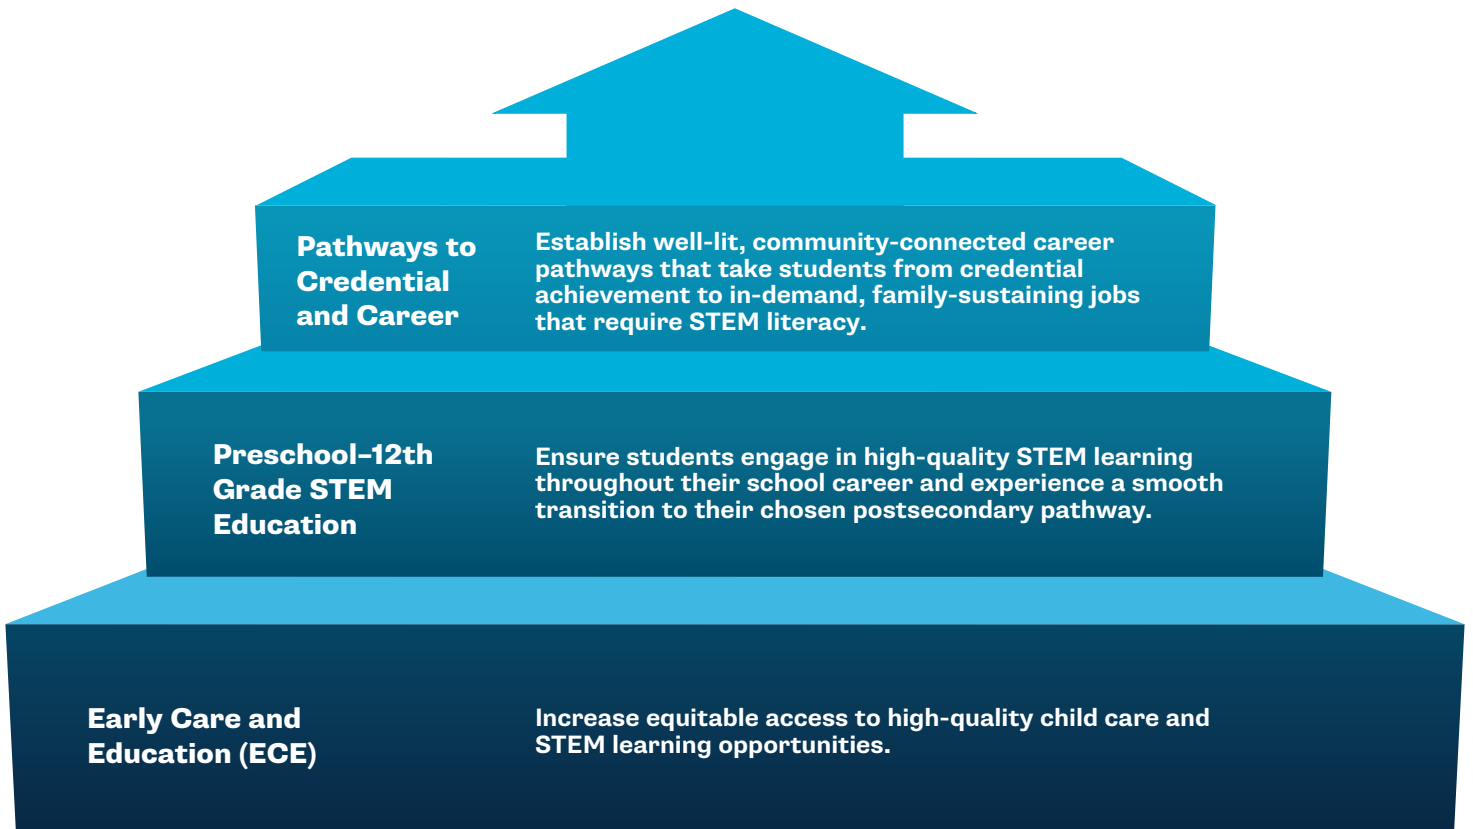 Pathways to
Credential
and Career
Establish well-lit, community-connected career
pathways that take students from credential
achievement to in-demand, family-sustaining jobs
that require STEM literacy.
Preschool–12th
Grade STEM
Education
Ensure students engage in high-quality STEM learning
throughout their school career and experience a smooth
transition to their chosen postsecondary pathway.
Early Care and
Education (ECE)
Increase equitable access to high-quality child care and
STEM learning opportunities.